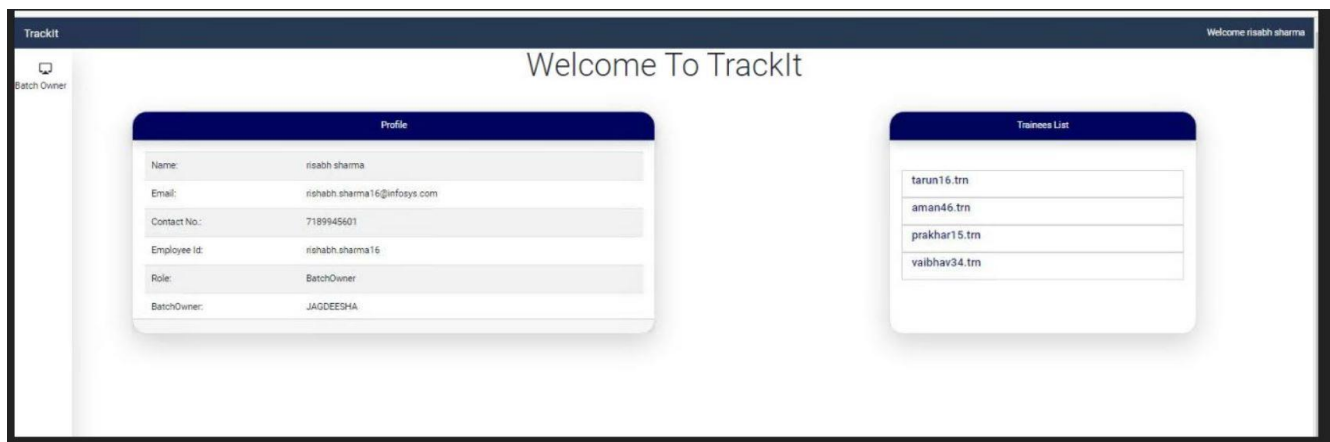 TrackIt
Welcome risabh sharma
Batch Owner
Welcome To TrackIt
Profile
Name: risabh sharma
Email: rishabh.sharma16@infosys.com
Contact No.: 7189945601
Employee Id: rishabh.sharma16
Role: BatchOwner
BatchOwner: JAGDEESHA
Trainees List
tarun16.trn
aman46.trn
prakhar15.trn
vaibhav34.trn